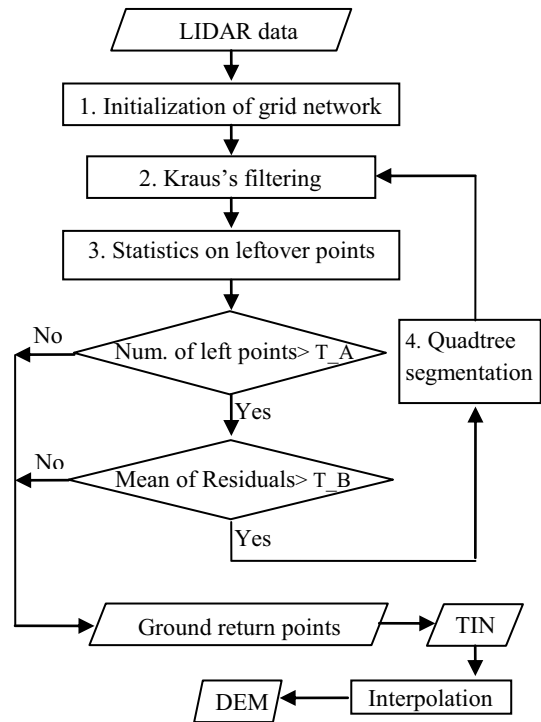 LIDAR data
1. Initialization of grid network
2. Kraus’s filtering
3. Statistics on leftover points
No
Num. of left points> T_A
4. Quadtree
segmentation
Yes
No
Mean of Residuals> T_B
Yes
Ground return points
TIN
DEM
Interpolation